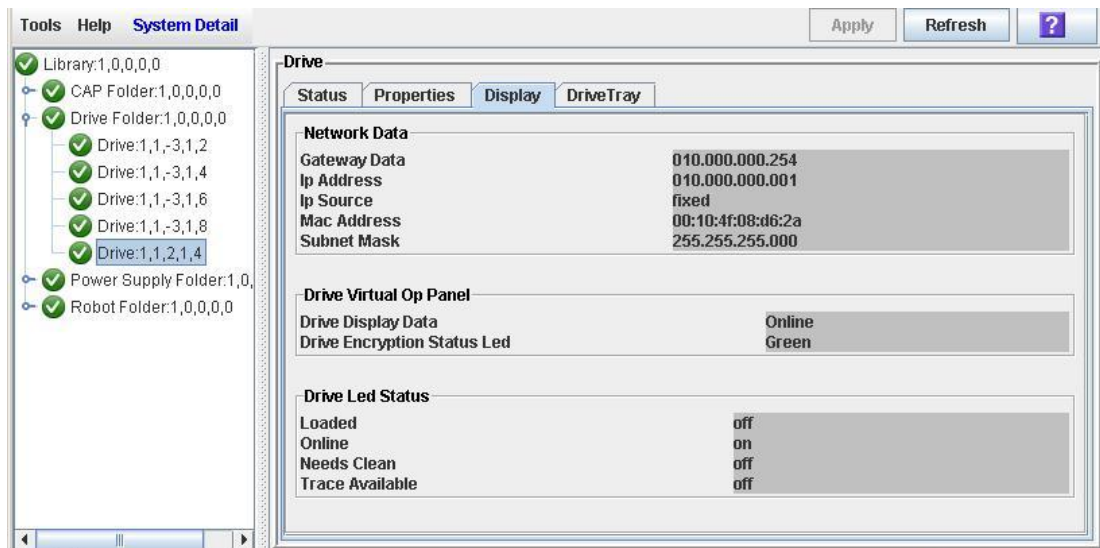 Tools Help System Detail
Apply Refresh ?
Library:1,0,0,0,0
CAP Folder:1,0,0,0,0
Drive Folder:1,0,0,0,0
Drive:1,1,-3,1,2
Drive:1,1,-3,1,4
Drive:1,1,-3,1,6
Drive:1,1,-3,1,8
Drive:1,1,2,1,4
Power Supply Folder:1,0,
Robot Folder:1,0,0,0,0
Drive
Status Properties Display DriveTray
Network Data
Gateway Data 010.000.000.254
Ip Address 010.000.000.001
Ip Source fixed
Mac Address 00:10:4f:08:d6:2a
Subnet Mask 255.255.255.000
Drive Virtual Op Panel
Drive Display Data Online
Drive Encryption Status Led Green
Drive Led Status
Loaded off
Online on
Needs Clean off
Trace Available off